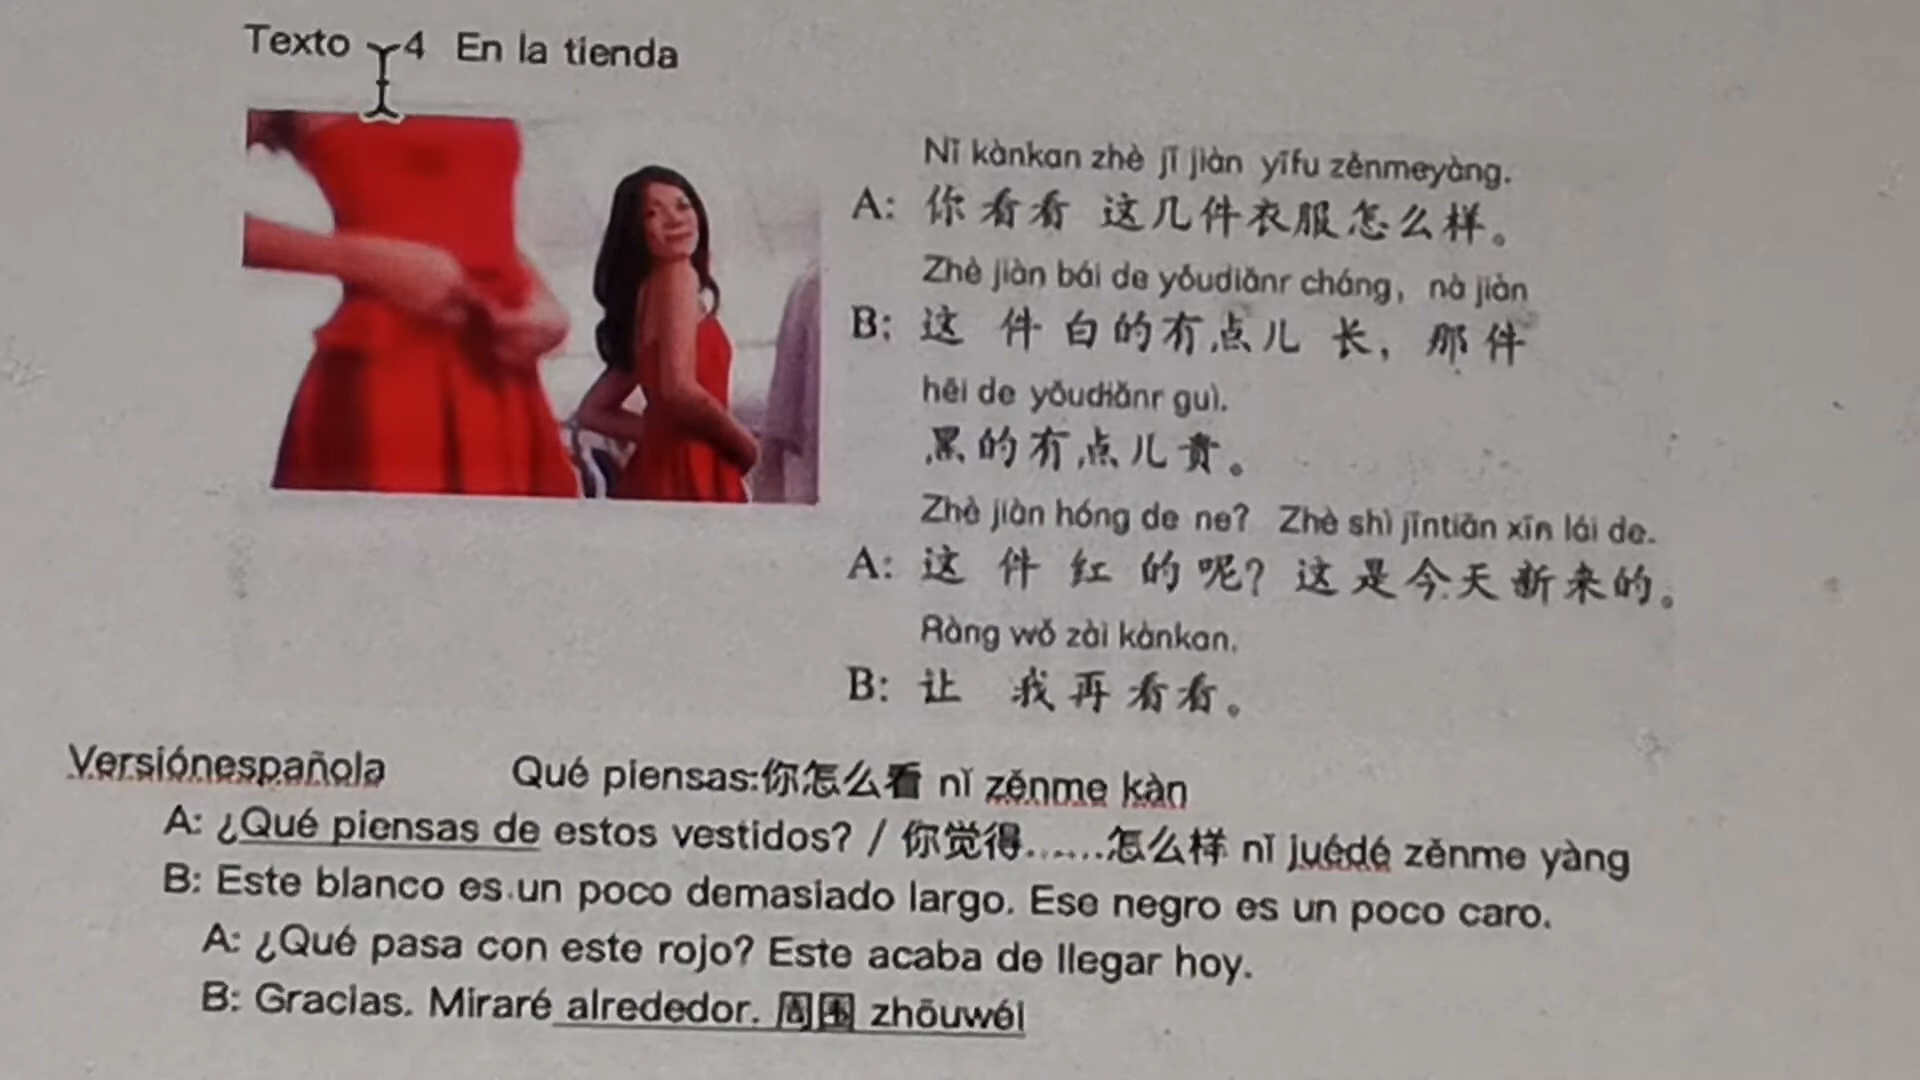 Texto 4 En la tienda
Nǐ kànkan zhè jǐ jiàn yīfu zěnmeyàng.
A: 你看看 这几件衣服怎么样。
Zhè jiàn bái de yǒudiǎnr cháng, nà jiàn
B: 这 件 白的有点儿 长，那件
hēi de yǒudiǎnr guì.
黑的有点儿贵。
Zhè jiàn hóng de ne? Zhè shì jīntiān xīn lái de.
A: 这 件 红 的呢？这是今天新来的。
Ràng wǒ zài kànkan.
B: 让 我再看看。
Versiónespañola Qué piensas:你怎么看 nǐ zěnme kàn
A: ¿Qué piensas de estos vestidos? / 你觉得……怎么样 nǐ juédé zěnme yàng
B: Este blanco es un poco demasiado largo. Ese negro es un poco caro.
A: ¿Qué pasa con este rojo? Este acaba de llegar hoy.
B: Gracias. Miraré alrededor. 周围 zhōuwéi